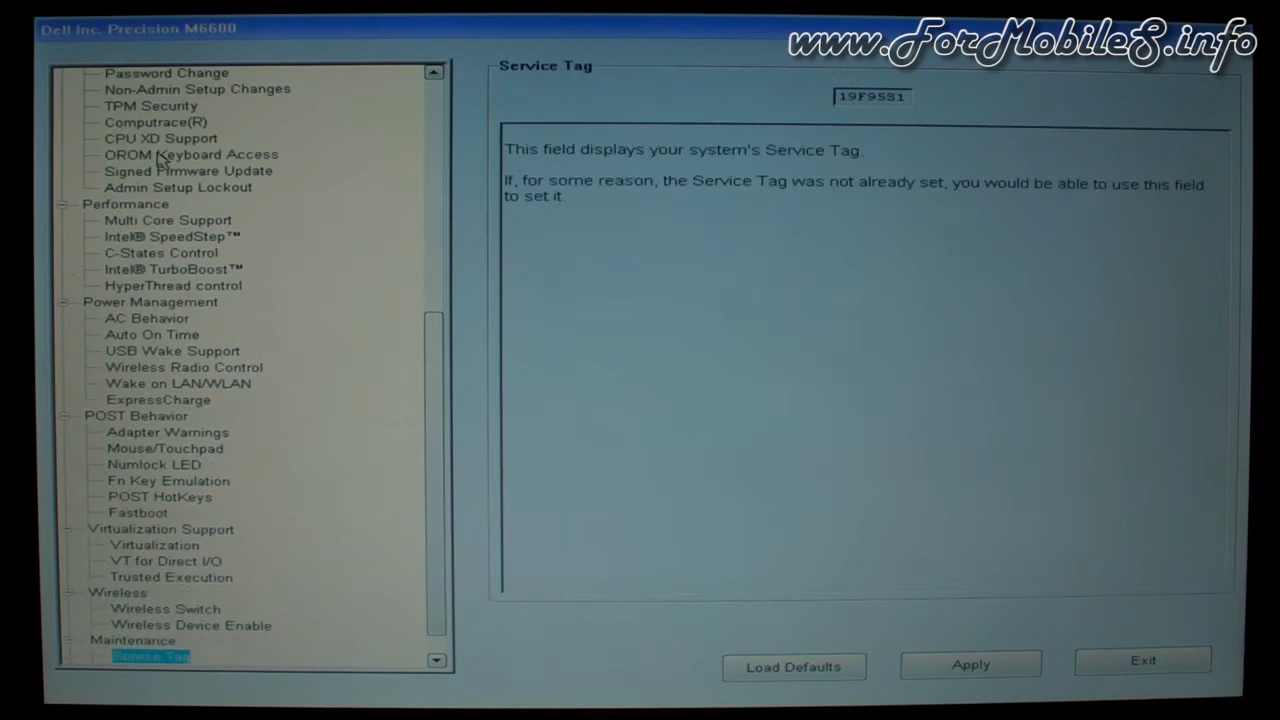 Dell Inc. Precision M6600
www.ForMobileS.info
Password Change
Non-Admin Setup Changes
TPM Security
Computrace(R)
CPU XD Support
OROM Keyboard Access
Signed Firmware Update
Admin Setup Lockout
Performance
Multi Core Support
Intel® SpeedStep™
C-States Control
Intel® TurboBoost™
HyperThread control
Power Management
AC Behavior
Auto On Time
USB Wake Support
Wireless Radio Control
Wake on LAN/WLAN
ExpressCharge
POST Behavior
Adapter Warnings
Mouse/Touchpad
Numlock LED
Fn Key Emulation
POST HotKeys
Fastboot
Virtualization Support
Virtualization
VT for Direct I/O
Trusted Execution
Wireless
Wireless Switch
Wireless Device Enable
Maintenance
Service Tag
Service Tag
19F95S1
This field displays your system's Service Tag.
If, for some reason, the Service Tag was not already set, you would be able to use this field
to set it.
Load Defaults
Apply
Exit